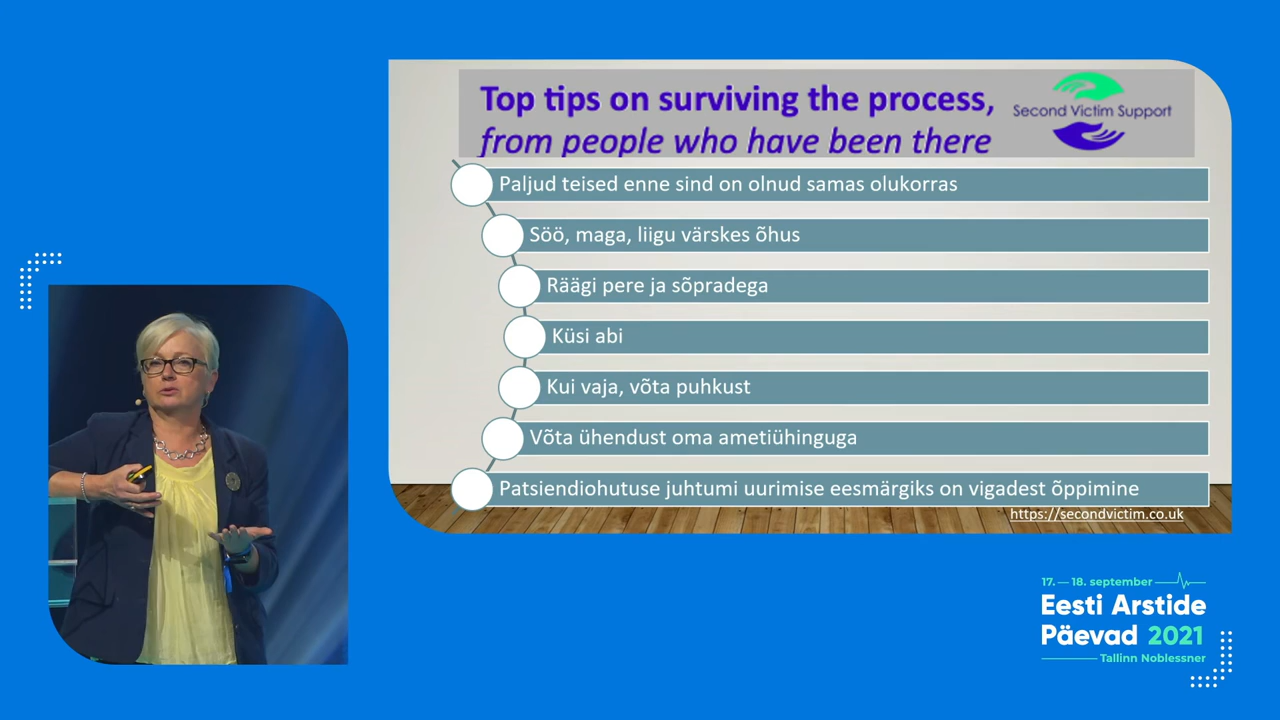 Top tips on surviving the process,
from people who have been there
Second Victim Support
Paljud teised enne sind on olnud samas olukorras
Söö, maga, liigu värskes õhus
Räägi pere ja sõpradega
Küsi abi
Kui vaja, võta puhkust
Võta ühendust oma ametiühinguga
Patsiendiohutuse juhtumi uurimise eesmärgiks on vigadest õppimine
https://secondvictim.co.uk
17.—18. september
Eesti Arstide
Päevad 2021
Tallinn Noblessner